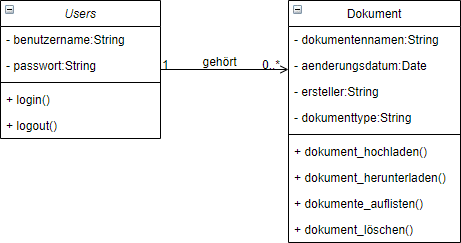 Users
- benutzername:String
- passwort:String
+ login()
+ logout()
1 gehört 0..*
Dokument
- dokumentennamen:String
- aenderungsdatum:Date
- ersteller:String
- dokumenttype:String
+ dokument_hochladen()
+ dokument_herunterladen()
+ dokumente_auflisten()
+ dokument_löschen()